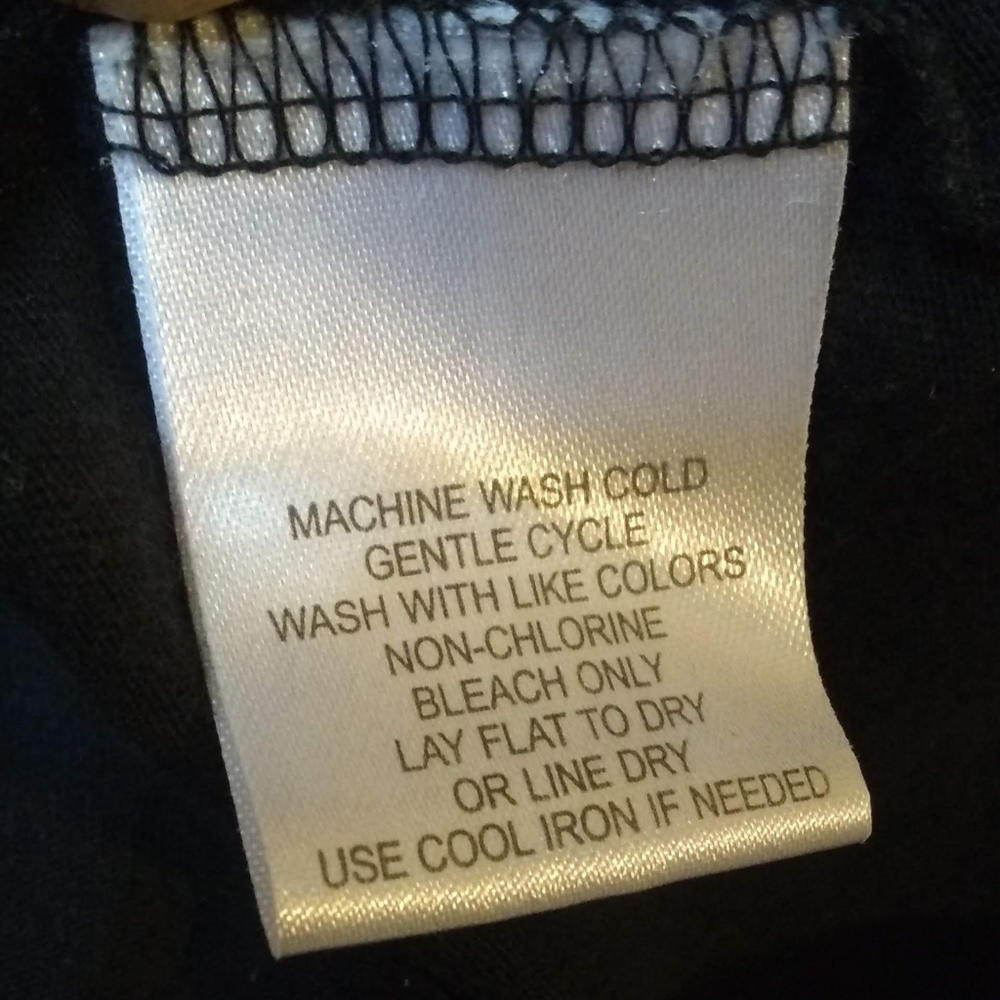 MACHINE WASH COLD
GENTLE CYCLE
WASH WITH LIKE COLORS
NON-CHLORINE
BLEACH ONLY
LAY FLAT TO DRY
OR LINE DRY
USE COOL IRON IF NEEDED